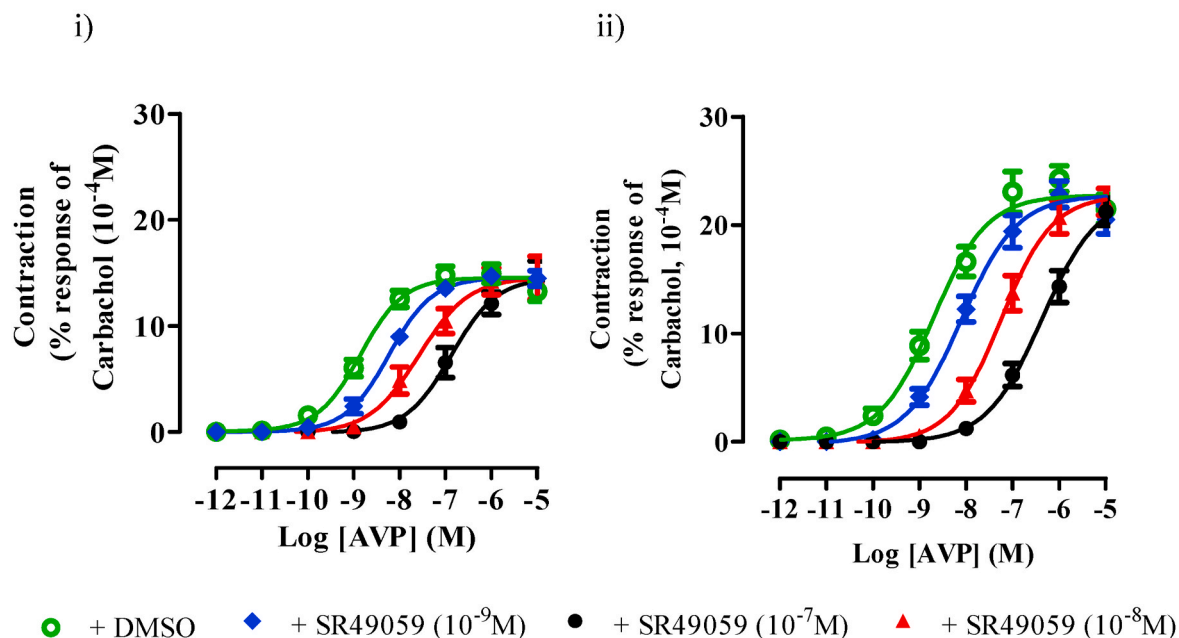 i)
ii)
30
20
10
0
Contraction
(% response of
Carbachol (10⁻⁴M)
-12 -11 -10 -9 -8 -7 -6 -5
Log [AVP] (M)
30
20
10
0
Contraction
(% response of
Carbachol, 10⁻⁴M)
-12 -11 -10 -9 -8 -7 -6 -5
Log [AVP] (M)
+ DMSO + SR49059 (10⁻⁹M) + SR49059 (10⁻⁷M) + SR49059 (10⁻⁸M)